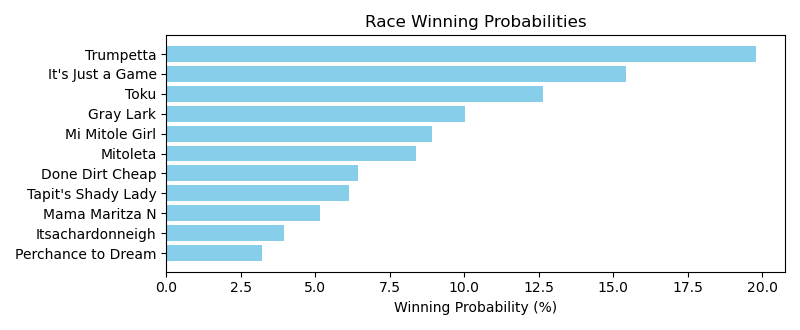 Race Winning Probabilities
Trumpetta
It's Just a Game
Toku
Gray Lark
Mi Mitole Girl
Mitoleta
Done Dirt Cheap
Tapit's Shady Lady
Mama Maritza N
Itsachardonneigh
Perchance to Dream
0.0 2.5 5.0 7.5 10.0 12.5 15.0 17.5 20.0
Winning Probability (%)